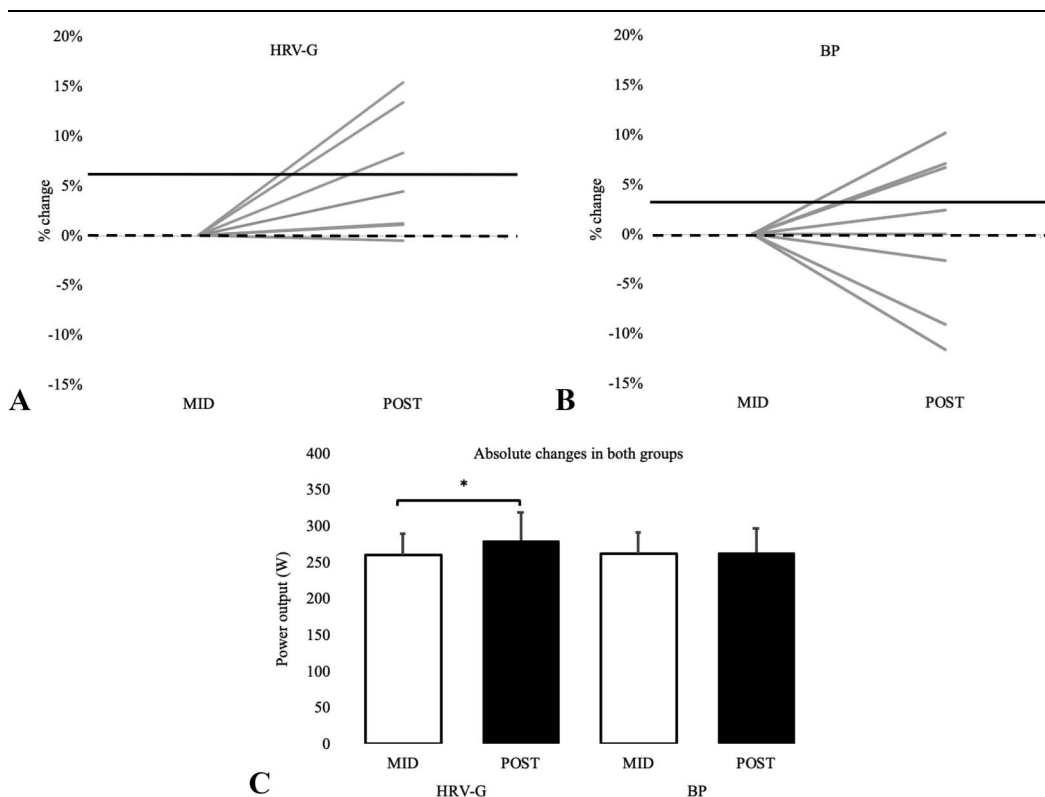 HRV-G
20%
15%
10%
5%
0%
-5%
-10%
-15%
% change
MID POST
A
BP
20%
15%
10%
5%
0%
-5%
-10%
-15%
% change
MID POST
B
Absolute changes in both groups
400
350
300
250
200
150
100
50
0
Power output (W)
*
MID POST MID POST
HRV-G BP
C